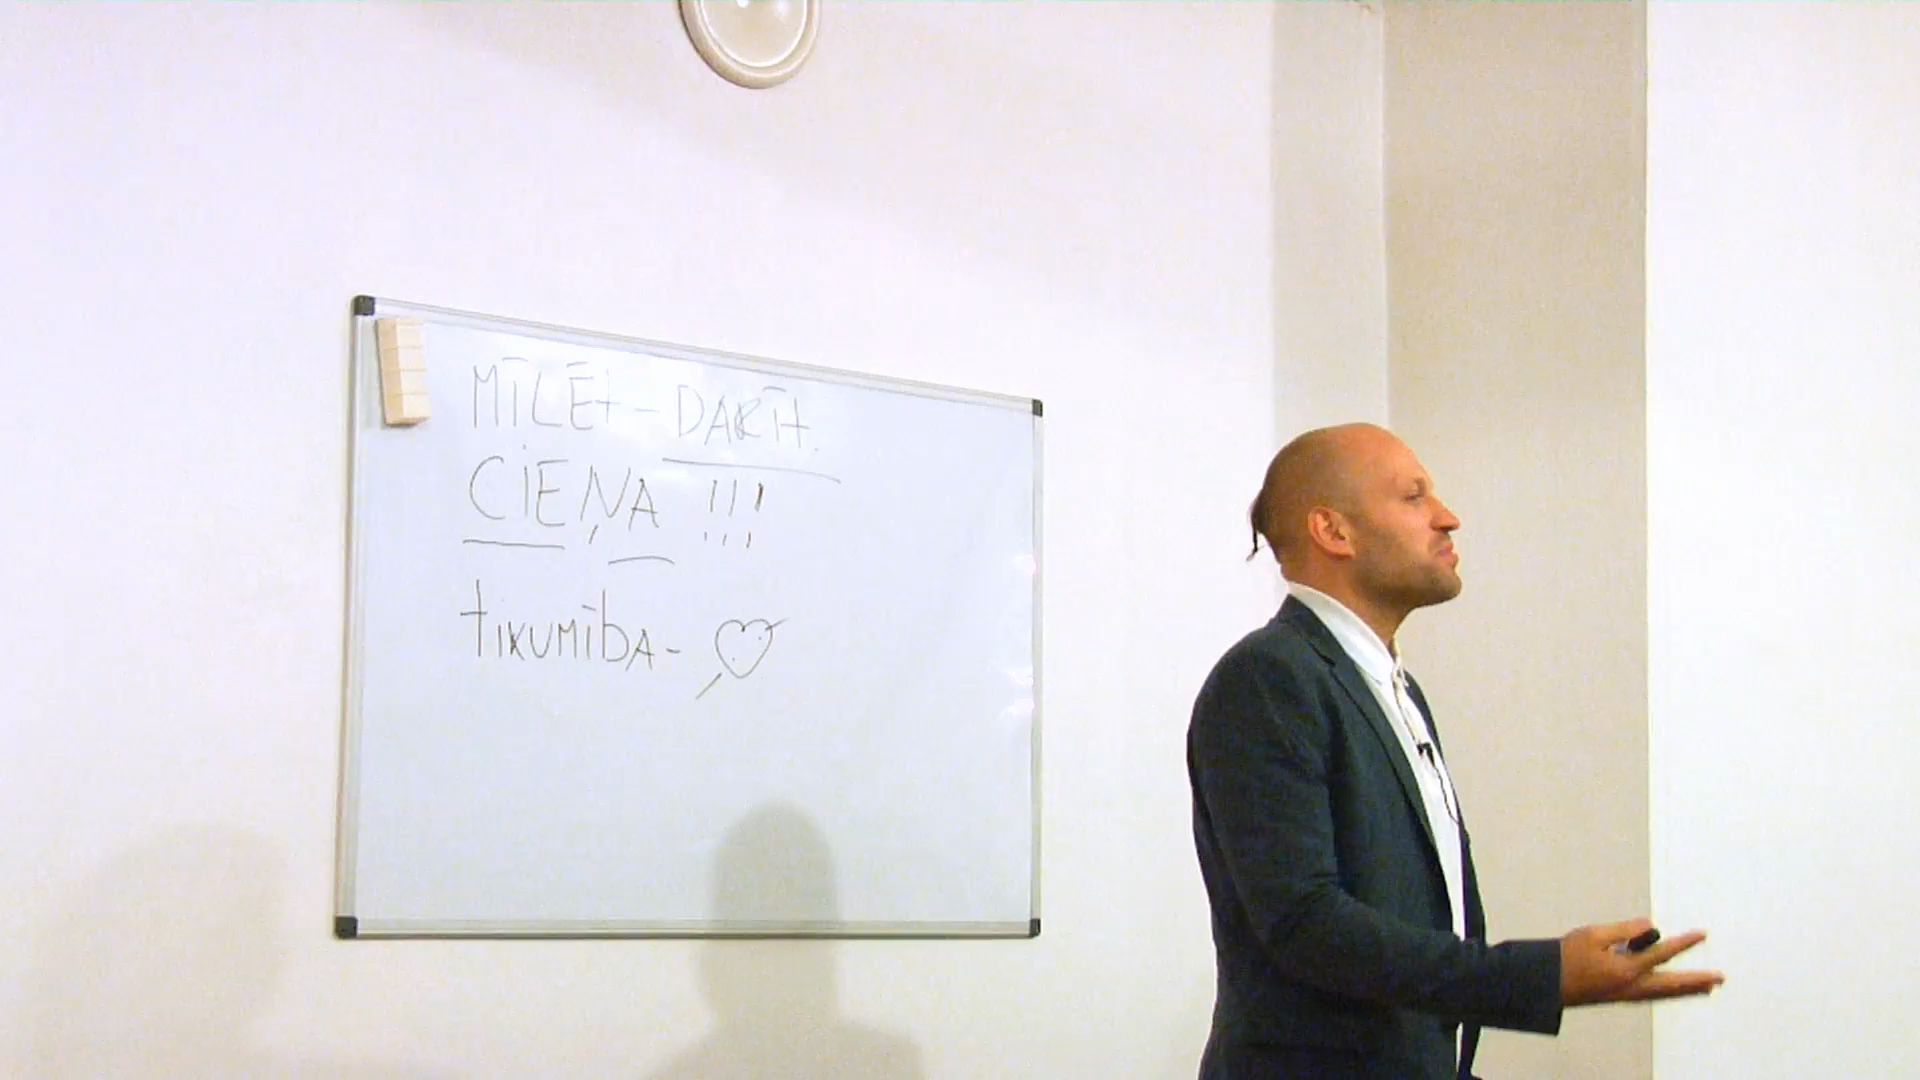 MĪLĒt – DARĪt.
CIEŅA !!!
tikumība – ♡